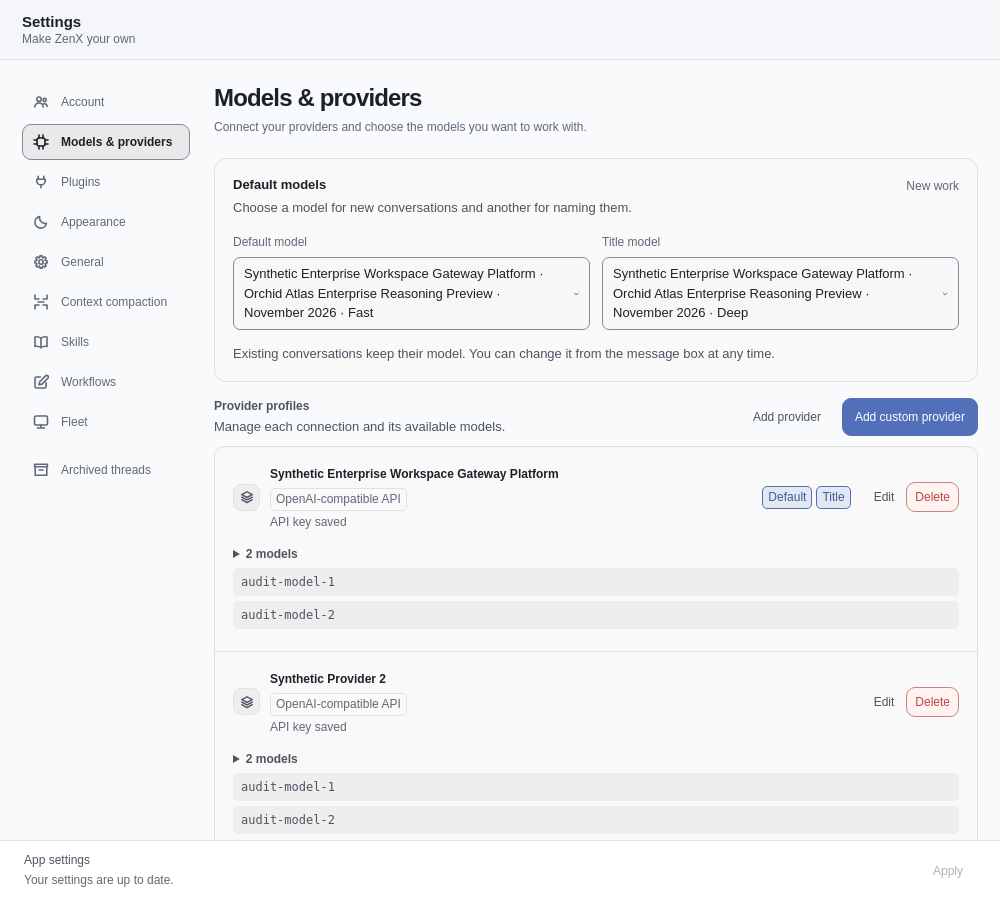 Settings
Make ZenX your own
Account
Models & providers
Plugins
Appearance
General
Context compaction
Skills
Workflows
Fleet
Archived threads
Models & providers
Connect your providers and choose the models you want to work with.
Default models
New work
Choose a model for new conversations and another for naming them.
Default model
Synthetic Enterprise Workspace Gateway Platform ·
Orchid Atlas Enterprise Reasoning Preview ·
November 2026 · Fast
Title model
Synthetic Enterprise Workspace Gateway Platform ·
Orchid Atlas Enterprise Reasoning Preview ·
November 2026 · Deep
Existing conversations keep their model. You can change it from the message box at any time.
Provider profiles
Manage each connection and its available models.
Add provider
Add custom provider
Synthetic Enterprise Workspace Gateway Platform
OpenAI-compatible API
API key saved
Default
Title
Edit
Delete
2 models
audit-model-1
audit-model-2
Synthetic Provider 2
OpenAI-compatible API
API key saved
Edit
Delete
2 models
audit-model-1
audit-model-2
App settings
Your settings are up to date.
Apply